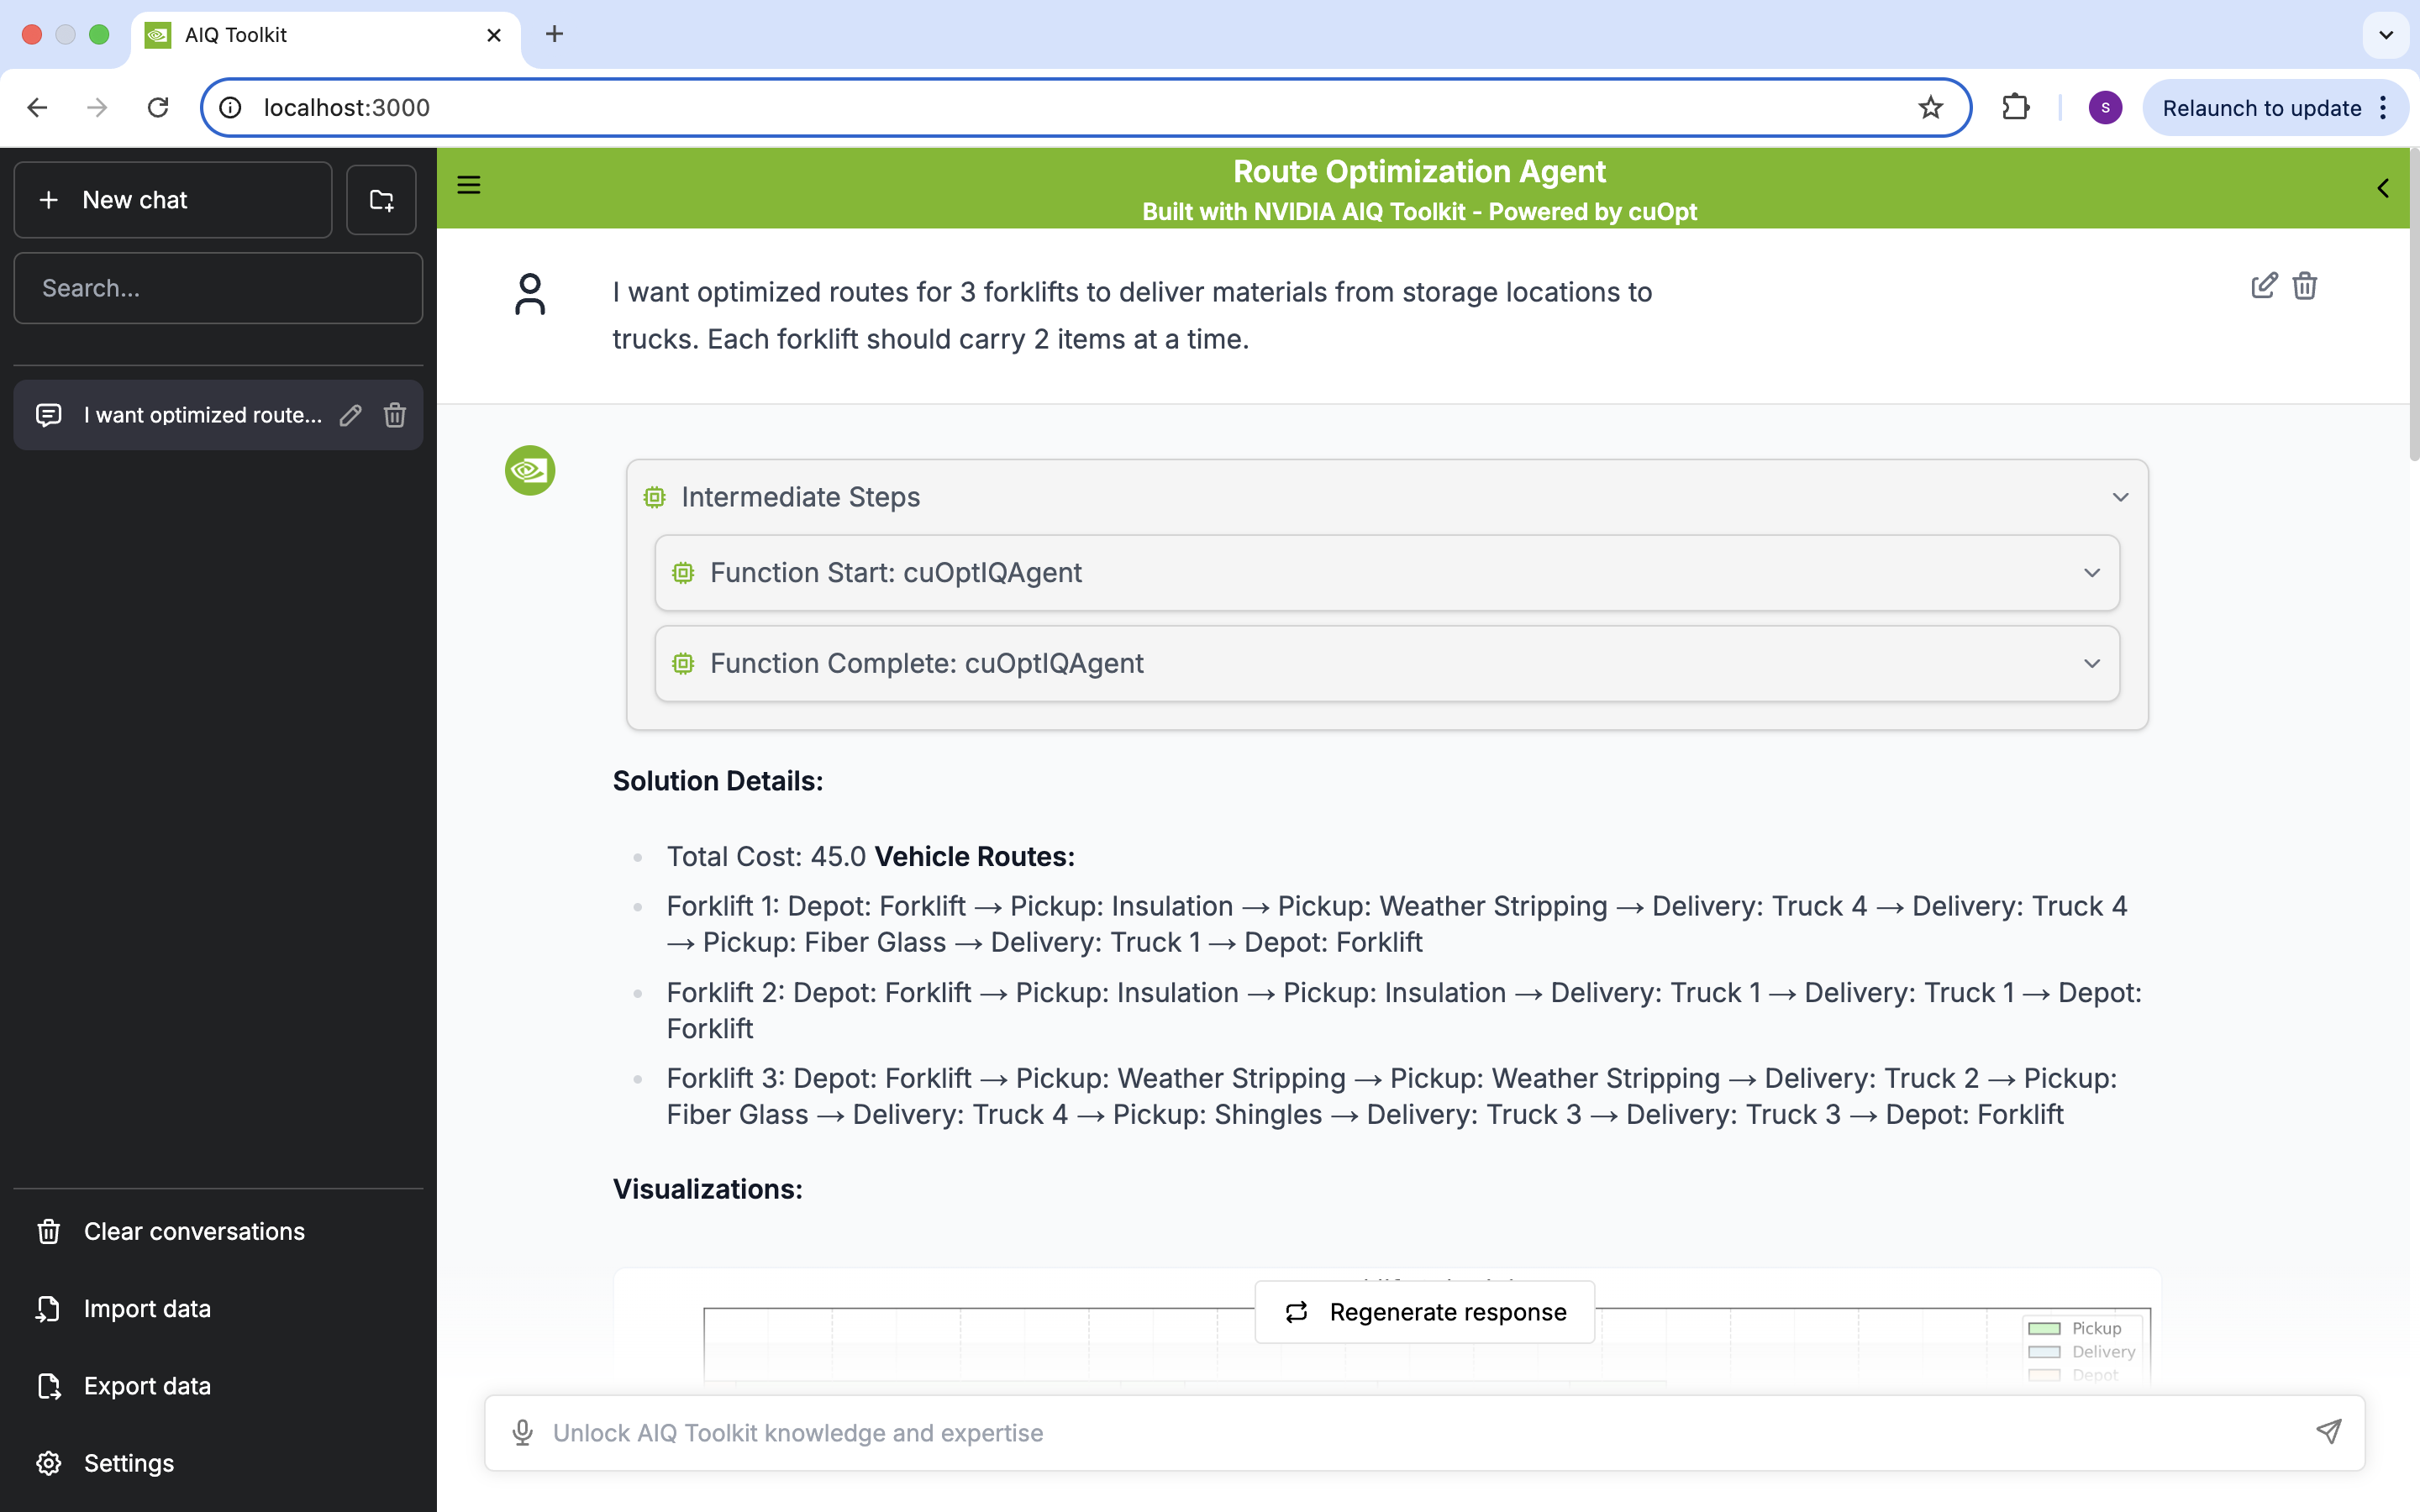 AIQ Toolkit
localhost:3000
S
Relaunch to update
New chat
Search...
I want optimized route...
Clear conversations
Import data
Export data
Settings
Route Optimization Agent
Built with NVIDIA AIQ Toolkit - Powered by cuOpt
I want optimized routes for 3 forklifts to deliver materials from storage locations to
trucks. Each forklift should carry 2 items at a time.
Intermediate Steps
Function Start: cuOptIQAgent
Function Complete: cuOptIQAgent
Solution Details:
Total Cost: 45.0 Vehicle Routes:
Forklift 1: Depot: Forklift → Pickup: Insulation → Pickup: Weather Stripping → Delivery: Truck 4 → Delivery: Truck 4
→ Pickup: Fiber Glass → Delivery: Truck 1 → Depot: Forklift
Forklift 2: Depot: Forklift → Pickup: Insulation → Pickup: Insulation → Delivery: Truck 1 → Delivery: Truck 1 → Depot:
Forklift
Forklift 3: Depot: Forklift → Pickup: Weather Stripping → Pickup: Weather Stripping → Delivery: Truck 2 → Pickup:
Fiber Glass → Delivery: Truck 4 → Pickup: Shingles → Delivery: Truck 3 → Delivery: Truck 3 → Depot: Forklift
Visualizations:
Regenerate response
Pickup
Delivery
Depot
Unlock AIQ Toolkit knowledge and expertise